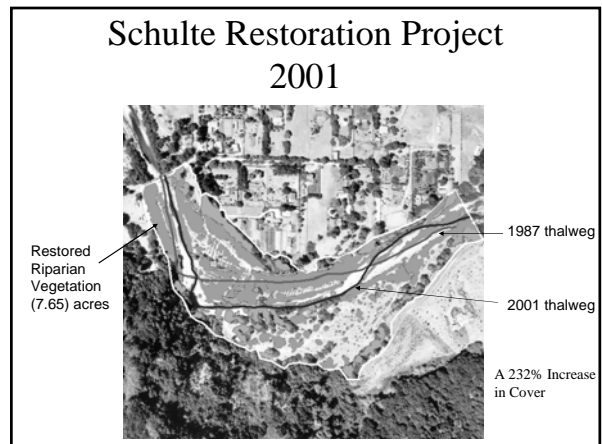 Schulte Restoration Project
2001
Restored
Riparian
Vegetation
(7.65) acres
1987 thalweg
2001 thalweg
A 232% Increase
in Cover